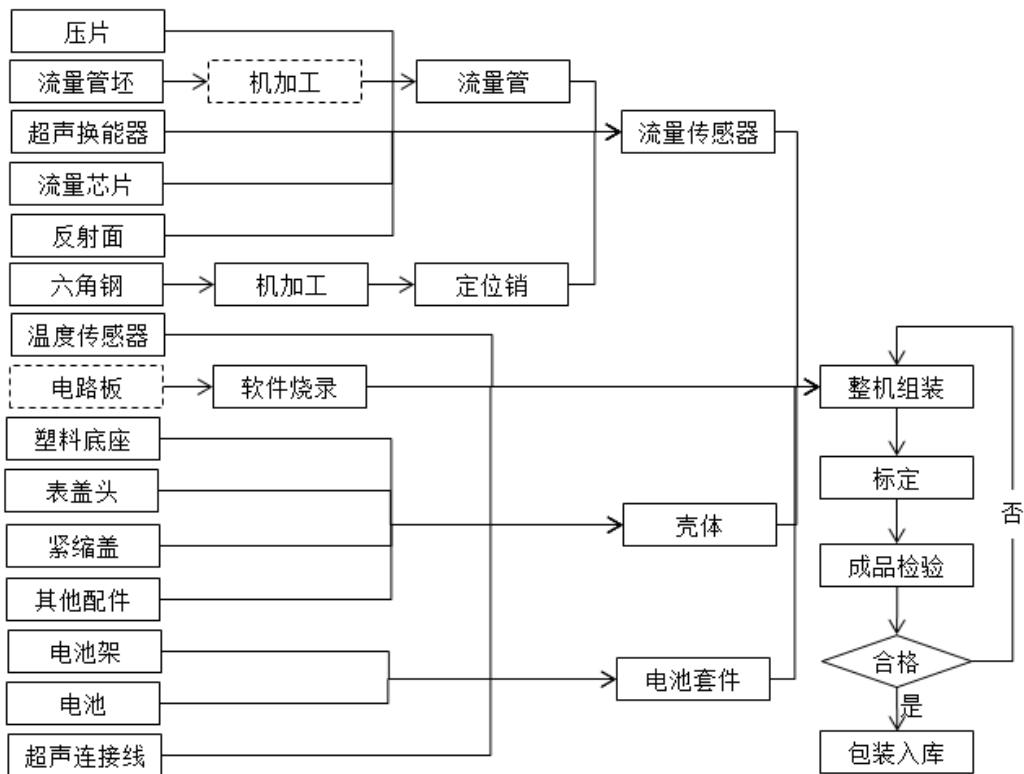 压片
流量管坯
机加工
流量管
超声换能器
流量传感器
流量芯片
反射面
六角钢
机加工
定位销
温度传感器
电路板
软件烧录
整机组装
塑料底座
表盖头
标定
紧缩盖
壳体
否
成品检验
其他配件
电池架
合格
电池
电池套件
是
超声连接线
包装入库